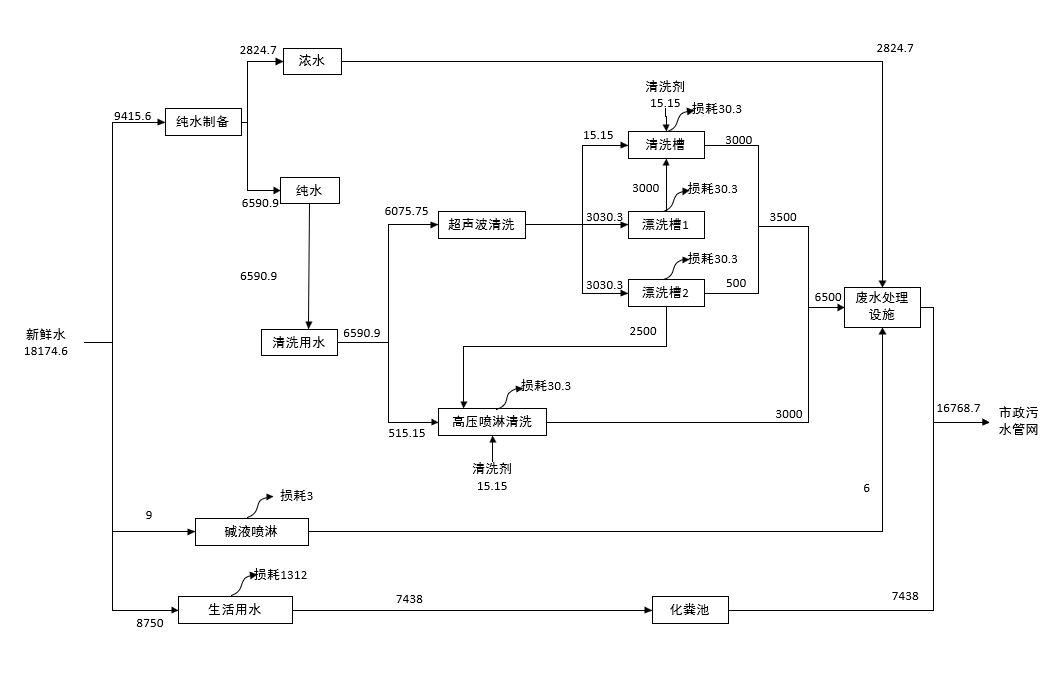 2824.7
浓水
2824.7
清洗剂
15.15
损耗30.3
9415.6
纯水制备
15.15
清洗槽
3000
纯水
6590.9
3000
损耗30.3
6075.75
超声波清洗
3030.3
漂洗槽1
3500
损耗30.3
6590.9
3030.3
漂洗槽2
500
6500
废水处理
设施
新鲜水
18174.6
清洗用水
6590.9
2500
损耗30.3
515.15
高压喷淋清洗
3000
16768.7
市政污
水管网
清洗剂
15.15
损耗3
6
9
碱液喷淋
损耗1312
8750
生活用水
7438
化粪池
7438